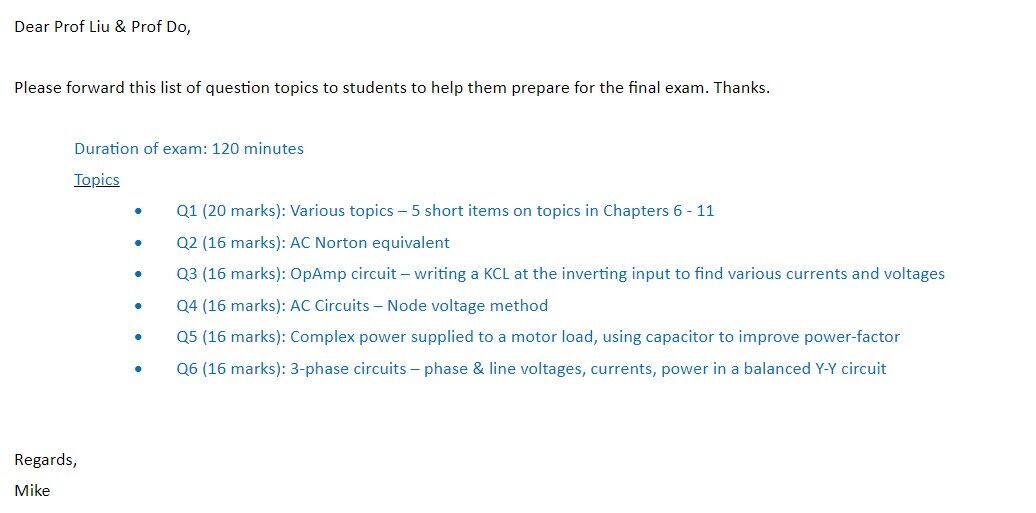 Dear Prof Liu & Prof Do,
Please forward this list of question topics to students to help them prepare for the final exam. Thanks.
Duration of exam: 120 minutes
Topics
• Q1 (20 marks): Various topics – 5 short items on topics in Chapters 6 - 11
• Q2 (16 marks): AC Norton equivalent
• Q3 (16 marks): OpAmp circuit – writing a KCL at the inverting input to find various currents and voltages
• Q4 (16 marks): AC Circuits – Node voltage method
• Q5 (16 marks): Complex power supplied to a motor load, using capacitor to improve power-factor
• Q6 (16 marks): 3-phase circuits – phase & line voltages, currents, power in a balanced Y-Y circuit
Regards,
Mike